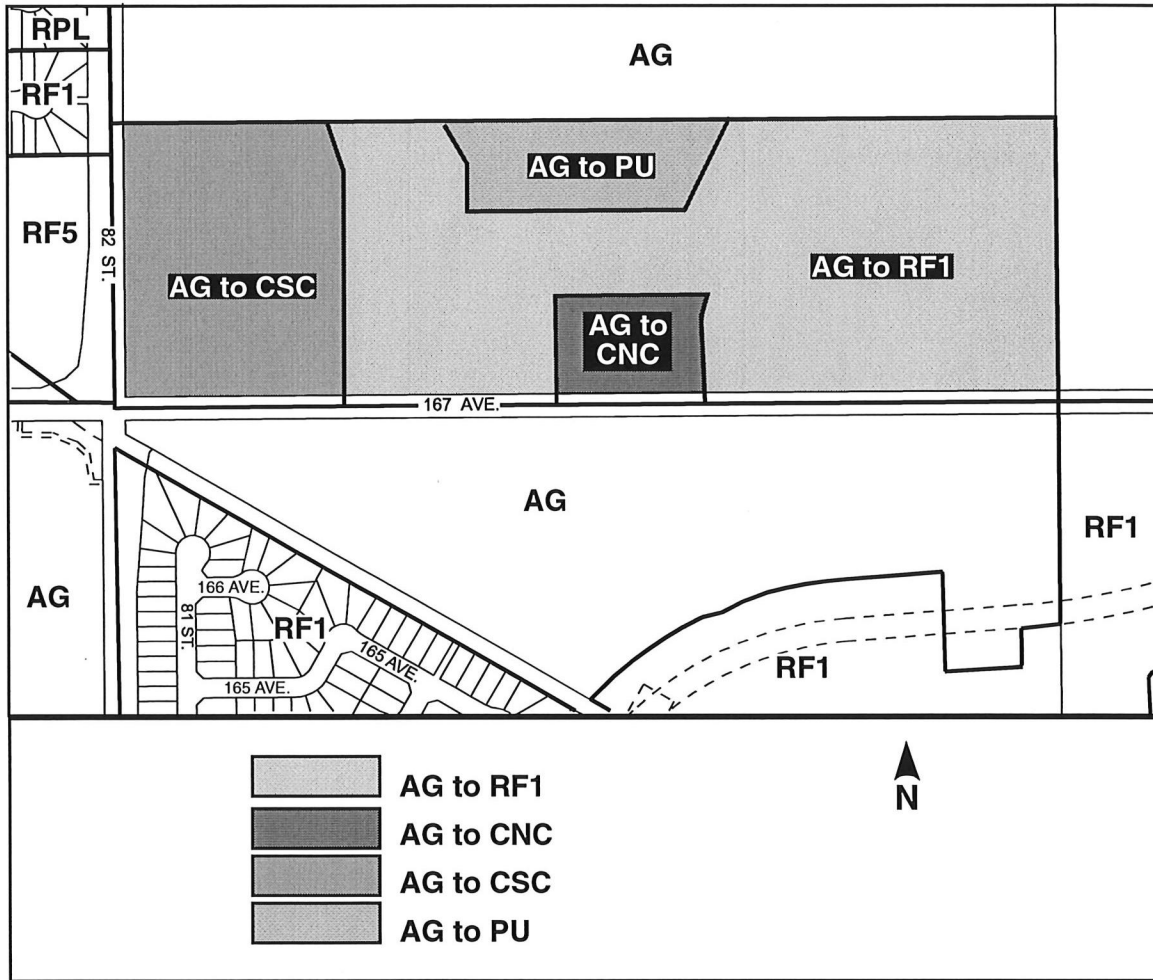 RPL
AG
RF1
AG to PU
RF5
82 ST.
AG to CSC
AG to RF1
AG to
CNC
167 AVE.
AG
RF1
AG
166 AVE.
81 ST.
RF1
165 AVE.
165 AVE.
RF1
AG to RF1
AG to CNC
AG to CSC
AG to PU
N